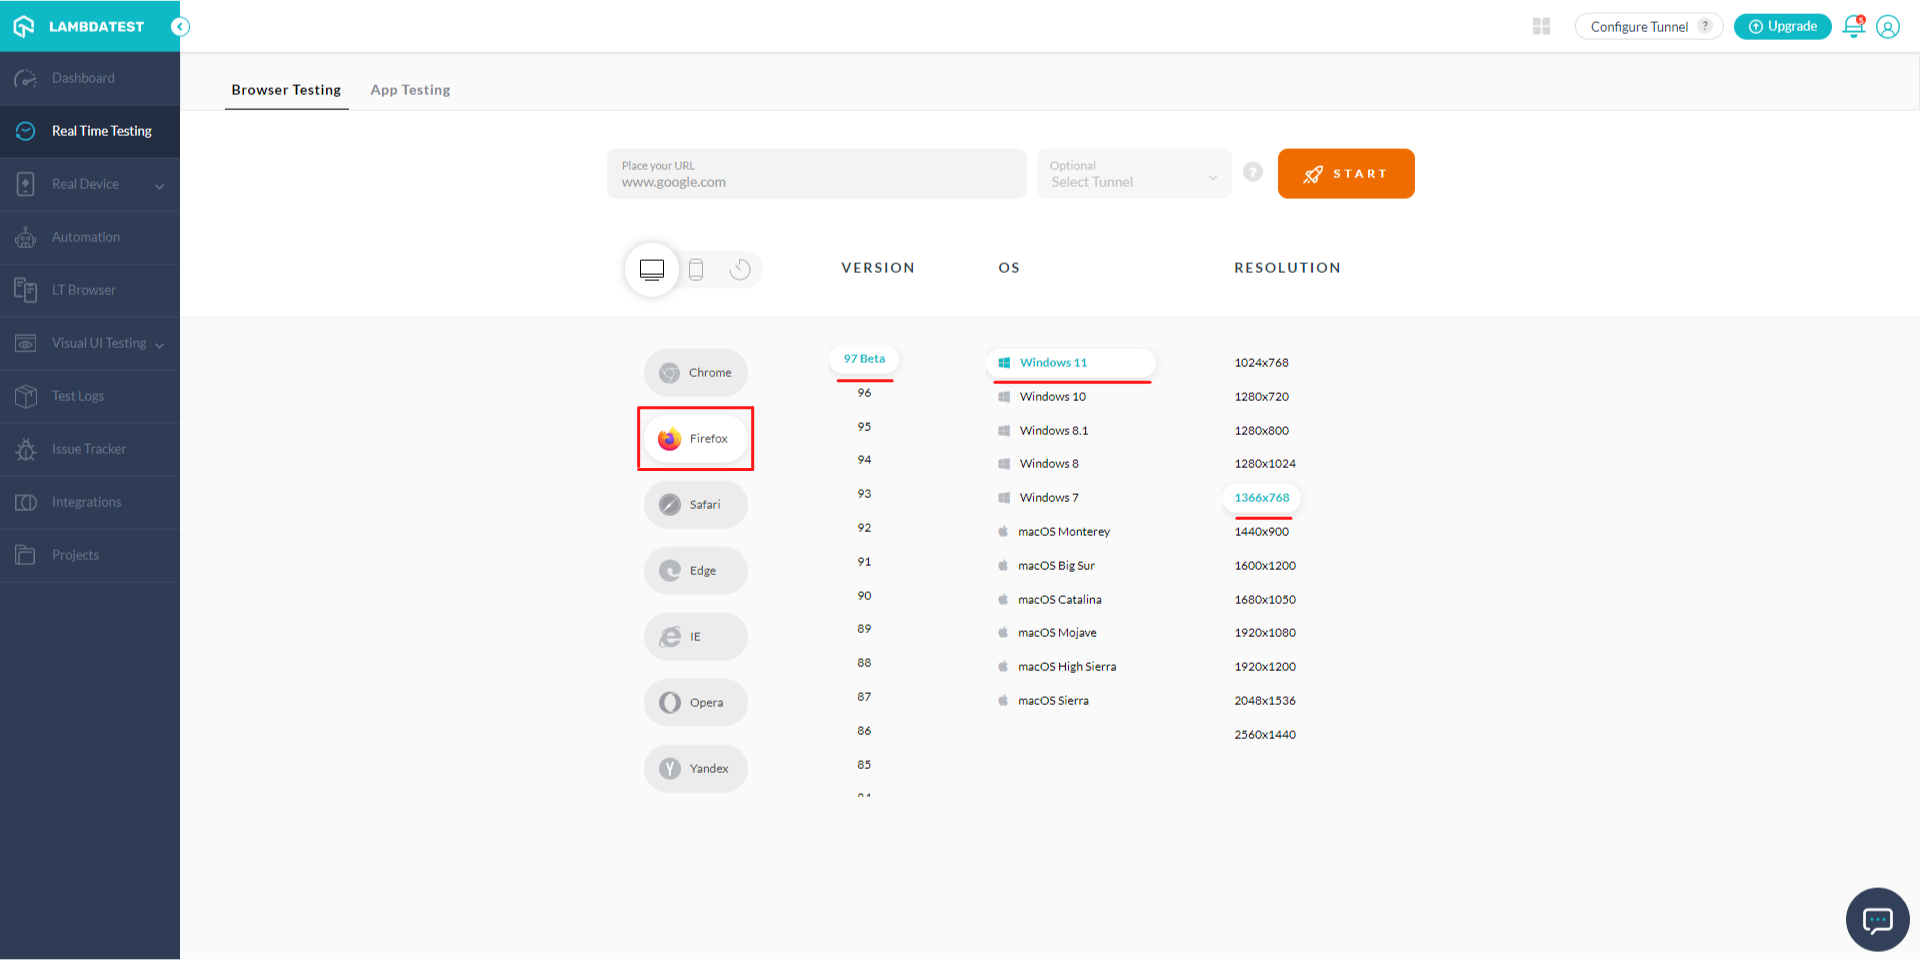 LAMBDATEST
Configure Tunnel ?
Upgrade
Dashboard
Real Time Testing
Real Device
Automation
LT Browser
Visual UI Testing
Test Logs
Issue Tracker
Integrations
Projects
Browser Testing App Testing
Place your URL
www.google.com
Optional
Select Tunnel
?
START
VERSION OS RESOLUTION
Chrome
Firefox
Safari
Edge
IE
Opera
Yandex
97 Beta
96
95
94
93
92
91
90
89
88
87
86
85
Windows 11
Windows 10
Windows 8.1
Windows 8
Windows 7
macOS Monterey
macOS Big Sur
macOS Catalina
macOS Mojave
macOS High Sierra
macOS Sierra
1024x768
1280x720
1280x800
1280x1024
1366x768
1440x900
1600x1200
1680x1050
1920x1080
1920x1200
2048x1536
2560x1440